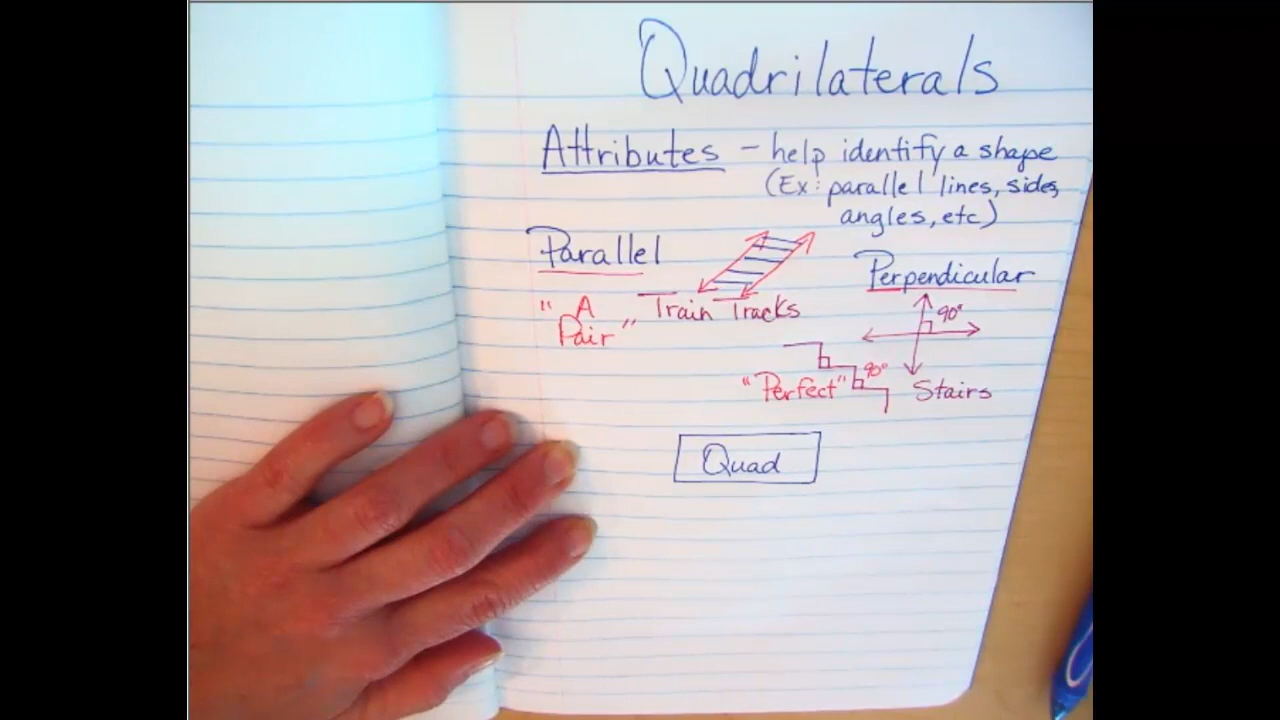 Quadrilaterals
Attributes - help identify a shape
(Ex: parallel lines, sides,
angles, etc)
Parallel
" A
Pair "
Train Tracks
Perpendicular
90°
"Perfect"
90°
Stairs
Quad